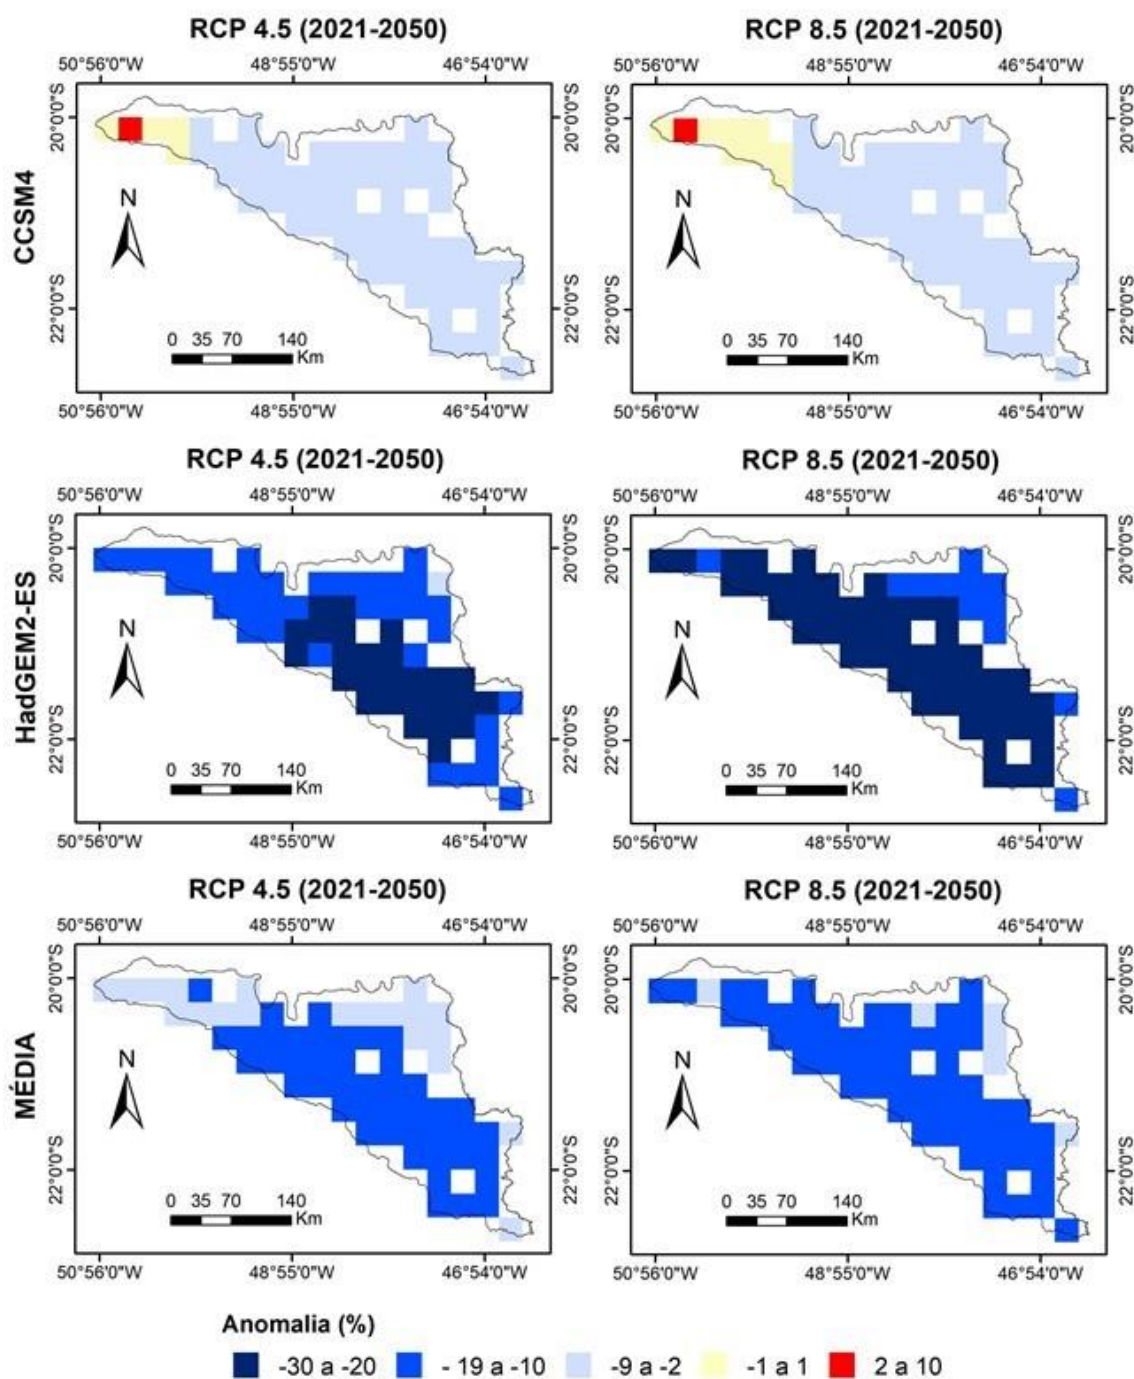 RCP 4.5 (2021-2050) RCP 8.5 (2021-2050)
50°56'0"W 48°55'0"W 46°54'0"W 50°56'0"W 48°55'0"W 46°54'0"W
20°0'0"S 20°0'0"S 20°0'0"S 20°0'0"S
CCSM4
N N
22°0'0"S 22°0'0"S 22°0'0"S 22°0'0"S
0 35 70 140 0 35 70 140
Km Km
50°56'0"W 48°55'0"W 46°54'0"W 50°56'0"W 48°55'0"W 46°54'0"W
RCP 4.5 (2021-2050) RCP 8.5 (2021-2050)
50°56'0"W 48°55'0"W 46°54'0"W 50°56'0"W 48°55'0"W 46°54'0"W
20°0'0"S 20°0'0"S 20°0'0"S 20°0'0"S
HadGEM2-ES
N N
22°0'0"S 22°0'0"S 22°0'0"S 22°0'0"S
0 35 70 140 0 35 70 140
Km Km
50°56'0"W 48°55'0"W 46°54'0"W 50°56'0"W 48°55'0"W 46°54'0"W
RCP 4.5 (2021-2050) RCP 8.5 (2021-2050)
50°56'0"W 48°55'0"W 46°54'0"W 50°56'0"W 48°55'0"W 46°54'0"W
20°0'0"S 20°0'0"S 20°0'0"S 20°0'0"S
MÉDIA
N N
22°0'0"S 22°0'0"S 22°0'0"S 22°0'0"S
0 35 70 140 0 35 70 140
Km Km
50°56'0"W 48°55'0"W 46°54'0"W 50°56'0"W 48°55'0"W 46°54'0"W
Anomalia (%)
-30 a -20 - 19 a -10 -9 a -2 -1 a 1 2 a 10